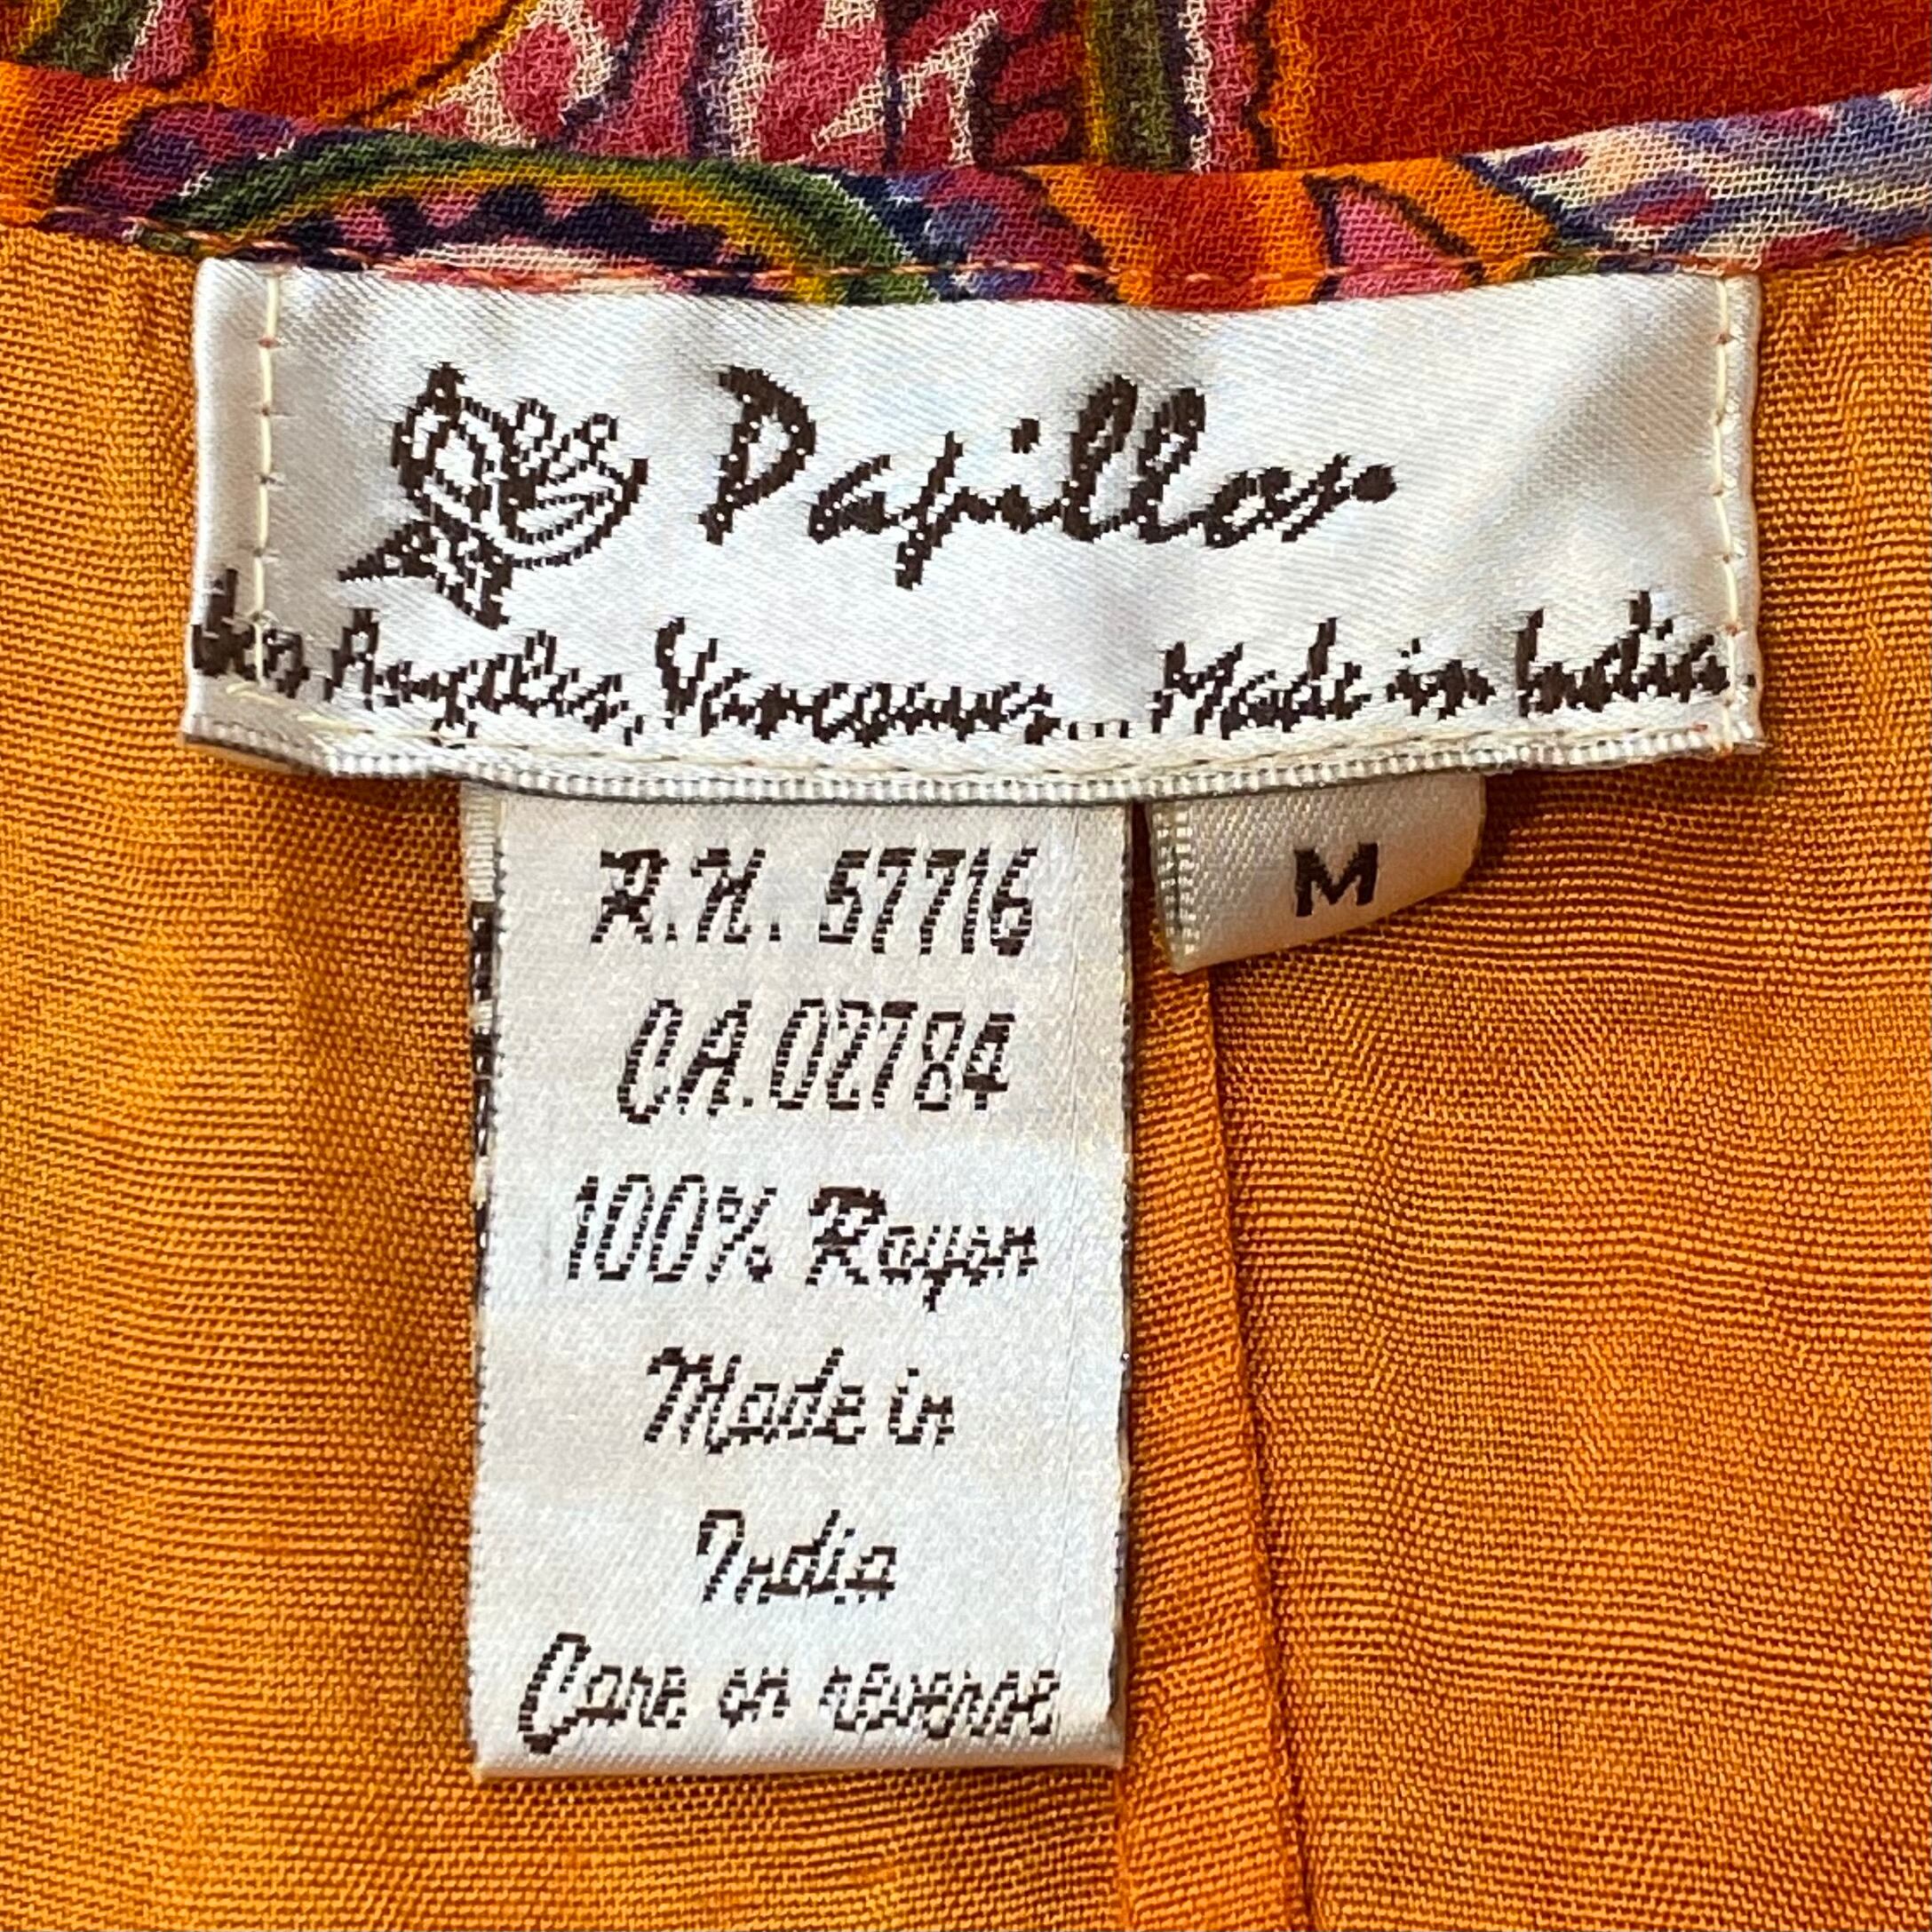 Papillon
Los Angeles, Vancouver... Made in India.
M
R.N. 57716
CA.02784
100% Rayon
Made in
India
Care on reverse